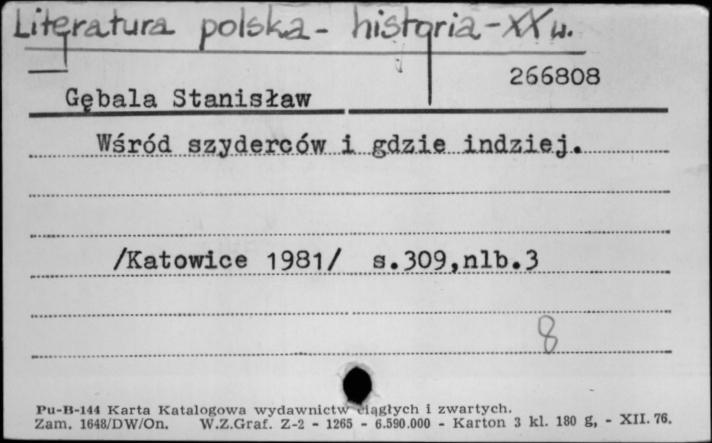 Literatura polska - historia - XX w.
266808
Gębala Stanisław
Wśród szyderców i gdzie indziej.
/Katowice 1981/ s.309,nlb.3
8
Pu-B-144 Karta Katalogowa wydawnictw ciągłych i zwartych.
Zam. 1648/DW/On. W.Z.Graf. Z-2 - 1265 - 6.590.000 - Karton 3 kl. 180 g, - XII. 76.